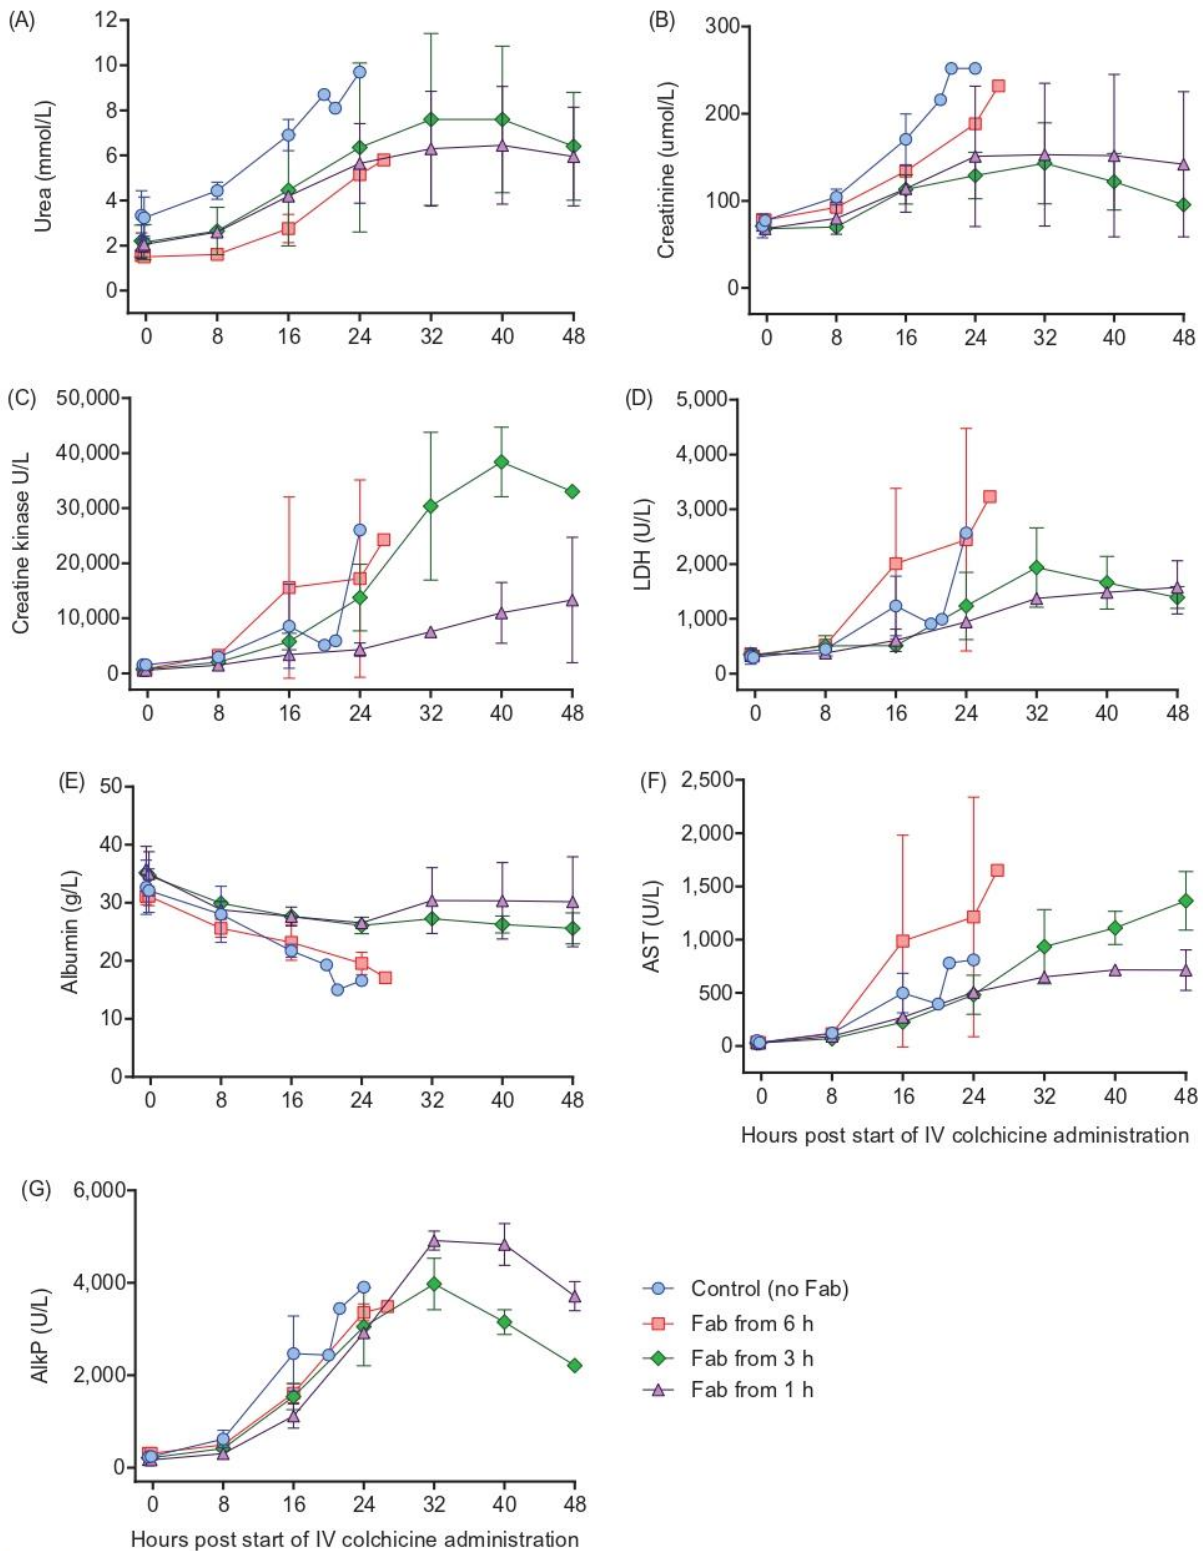 (A)
Urea (mmol/L)
12
10
8
6
4
2
0
0 8 16 24 32 40 48
(B)
Creatinine (umol/L)
300
200
100
0
0 8 16 24 32 40 48
(C)
Creatine kinase U/L
50,000
40,000
30,000
20,000
10,000
0
0 8 16 24 32 40 48
(D)
LDH (U/L)
5,000
4,000
3,000
2,000
1,000
0
0 8 16 24 32 40 48
(E)
Albumin (g/L)
50
40
30
20
10
0
0 8 16 24 32 40 48
(F)
AST (U/L)
2,500
2,000
1,500
1,000
500
0
0 8 16 24 32 40 48
Hours post start of IV colchicine administration
(G)
AlkP (U/L)
6,000
4,000
2,000
0
0 8 16 24 32 40 48
Hours post start of IV colchicine administration
Control (no Fab)
Fab from 6 h
Fab from 3 h
Fab from 1 h